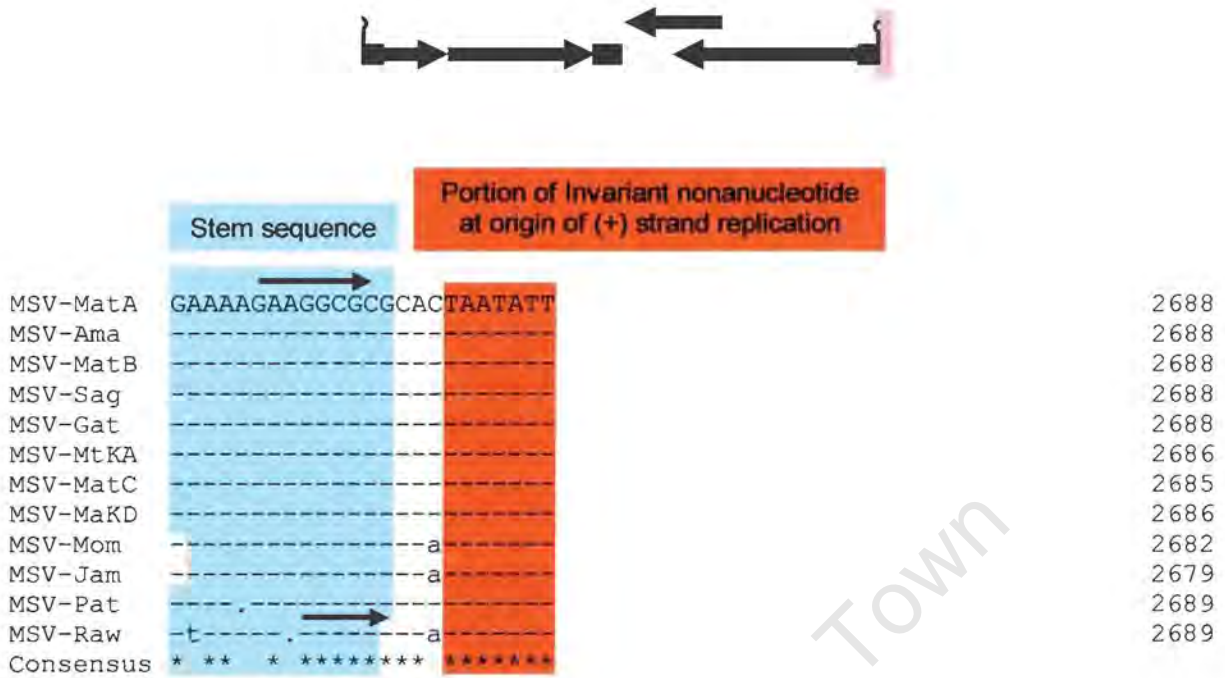 Stem sequence
Portion of Invariant nonanucleotide
at origin of (+) strand replication
MSV-MatA GAAAAGAAGGCGCGCACTAATATT 2688
MSV-Ama ------------------------ 2688
MSV-MatB ------------------------ 2688
MSV-Sag ------------------------ 2688
MSV-Gat ------------------------ 2688
MSV-MtKA ------------------------ 2686
MSV-MatC ------------------------ 2685
MSV-MaKD ------------------------ 2686
MSV-Mom ----------------a------- 2682
MSV-Jam ----------------a------- 2679
MSV-Pat ----.------------------- 2689
MSV-Raw -t-----.--------a------- 2689
Consensus * **  * ******** *******
Town